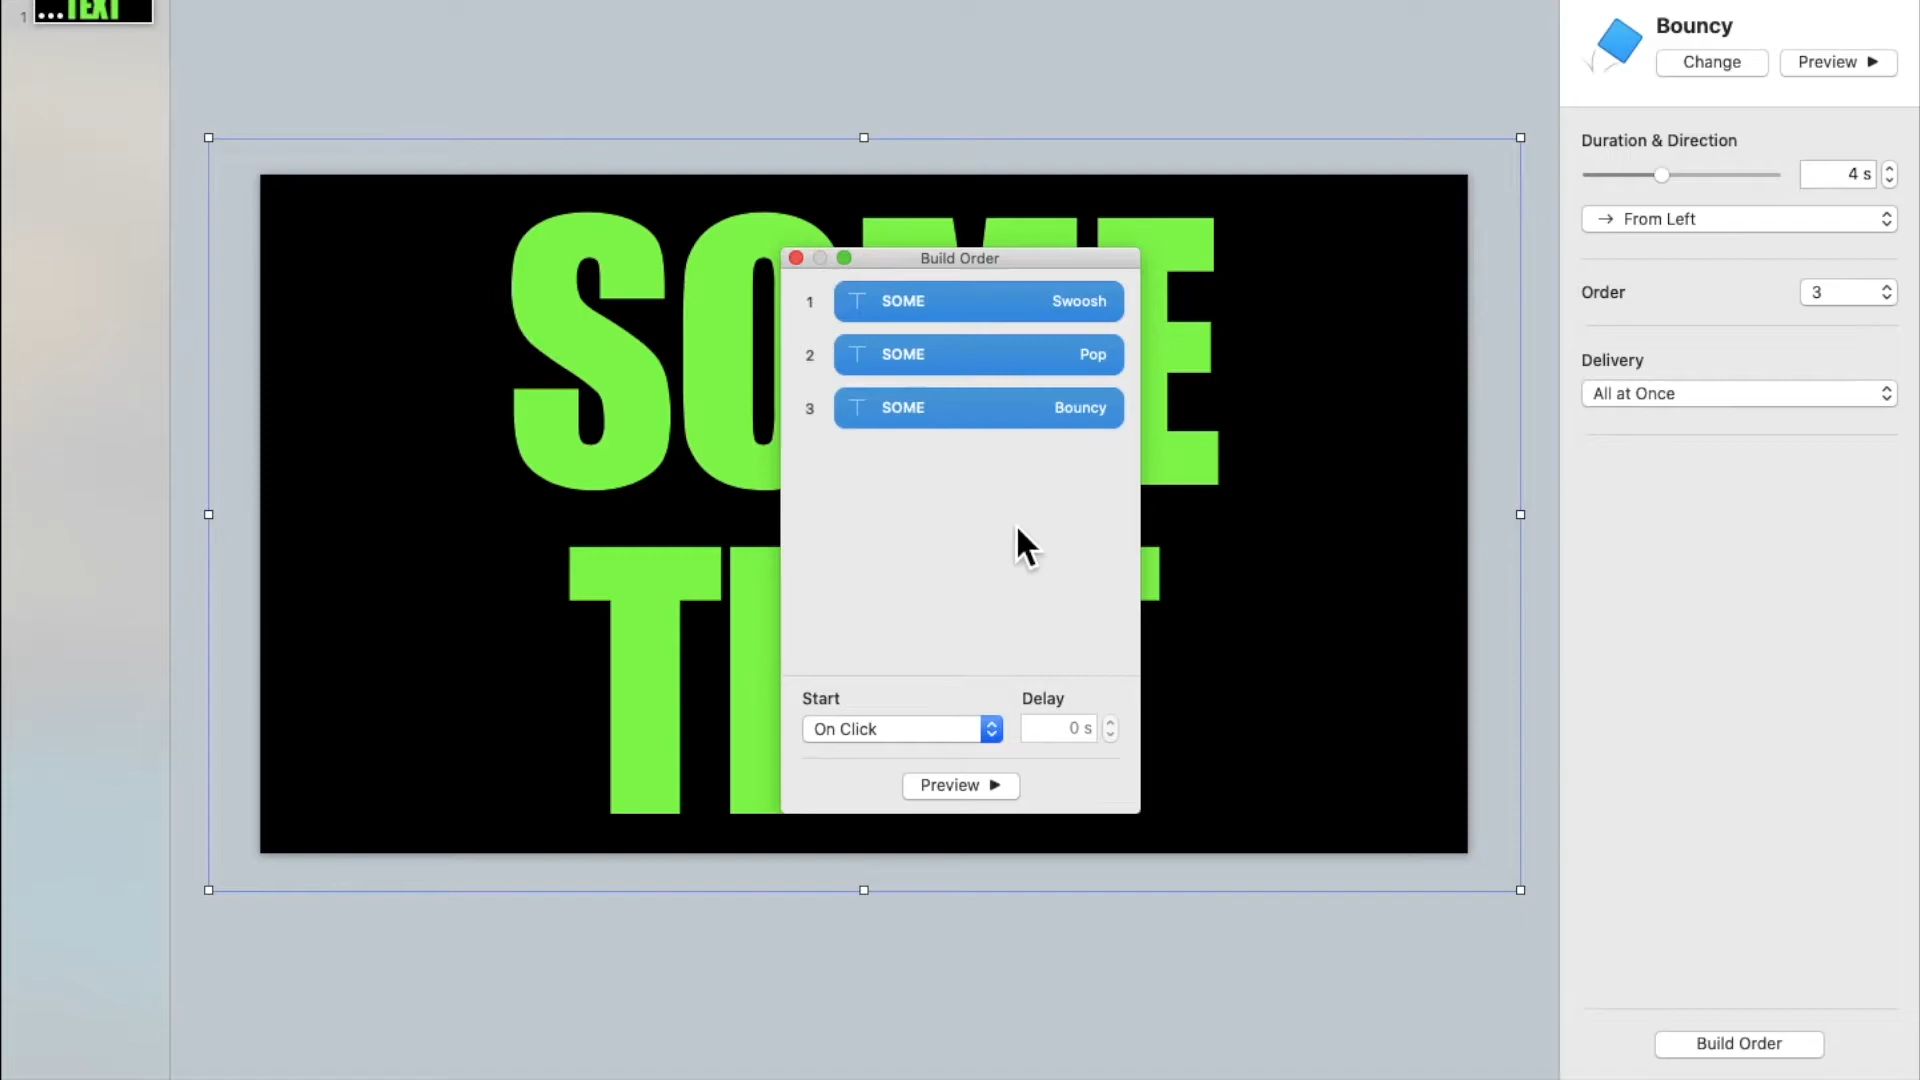 1
...TEXT
SOME
Build Order
1 SOME Swoosh
2 SOME Pop
3 SOME Bouncy
Start Delay
On Click 0 s
Preview
Bouncy
Change Preview
Duration & Direction
4 s
From Left
Order 3
Delivery
All at Once
Build Order